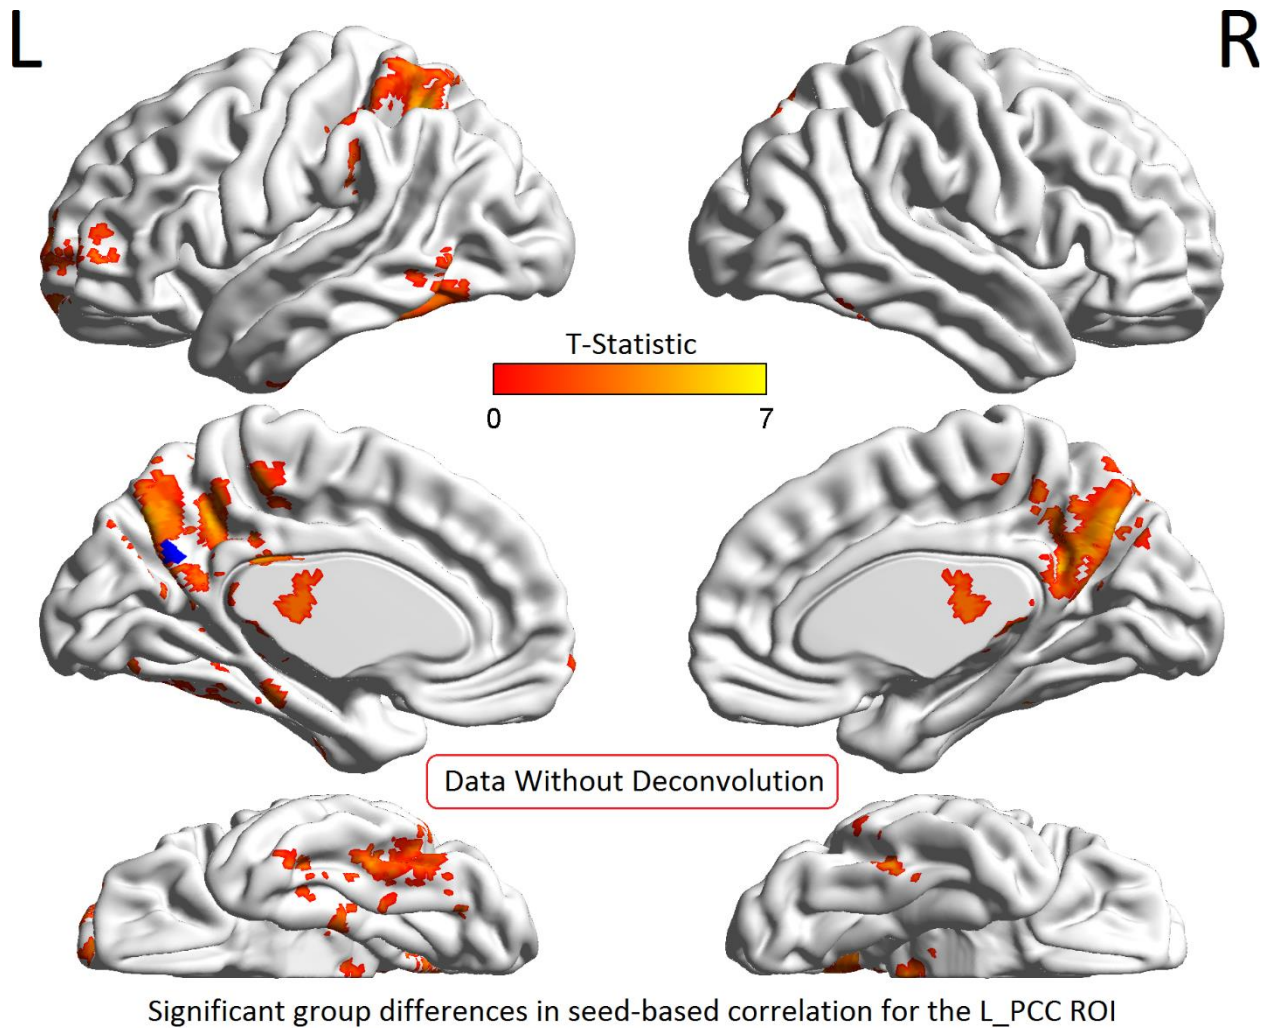 L
R
T-Statistic
0
7
Data Without Deconvolution
Significant group differences in seed-based correlation for the L_PCC ROI